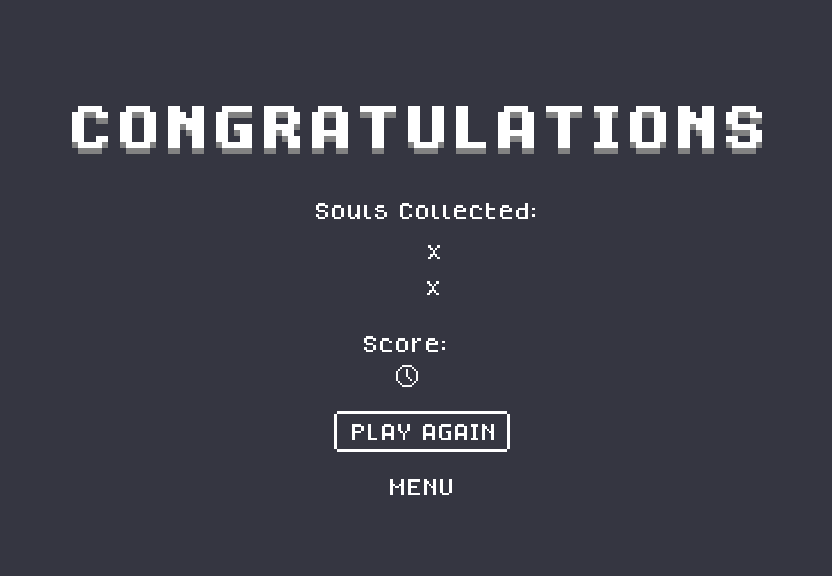 CONGRATULATIONS
Souls Collected:
x
x
Score:
PLAY AGAIN
MENU